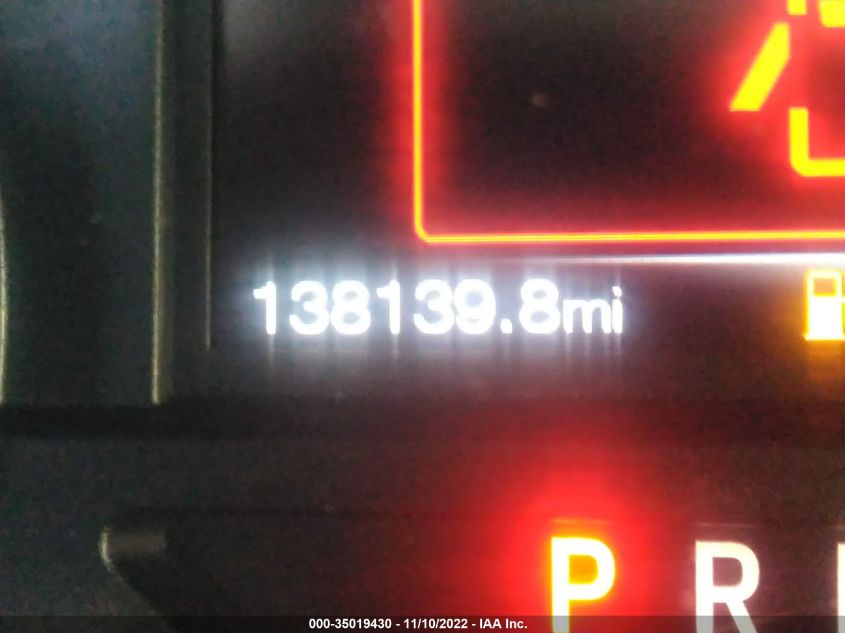 138139.8mi
P R
000-35019430 - 11/10/2022 - IAA Inc.